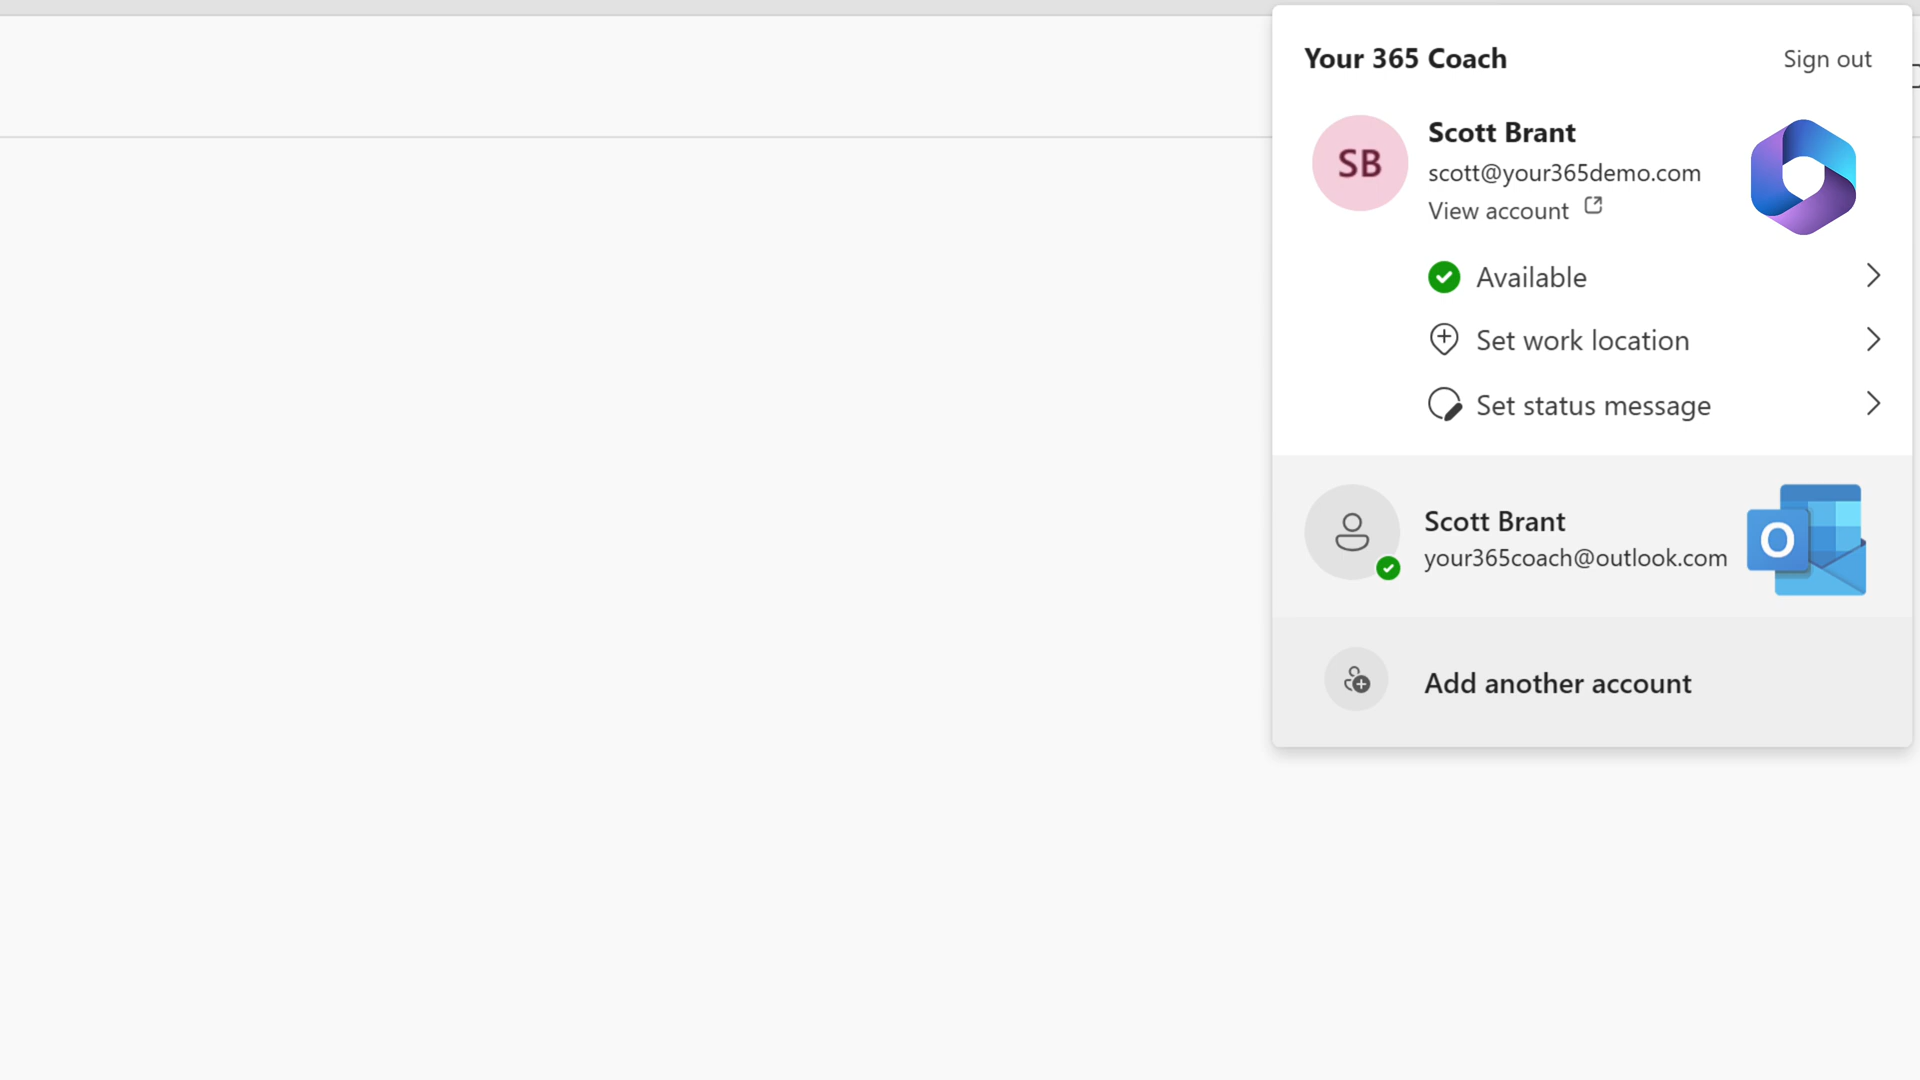 Your 365 Coach
Sign out
SB
Scott Brant
scott@your365demo.com
View account
Available
Set work location
Set status message
Scott Brant
your365coach@outlook.com
O
Add another account